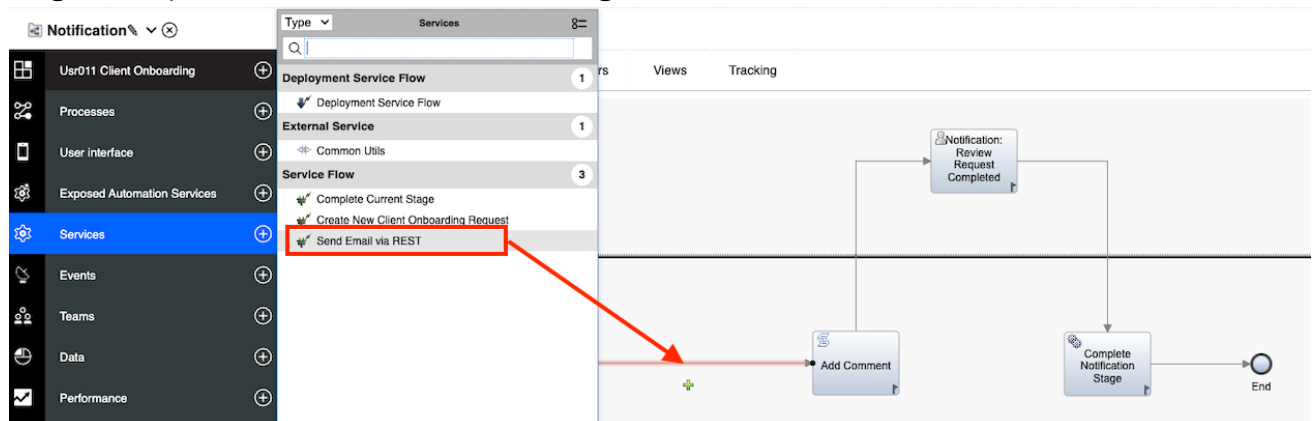 Notification
Type
Services
Usr011 Client Onboarding
Processes
User interface
Exposed Automation Services
Services
Events
Teams
Data
Performance
Deployment Service Flow
1
Deployment Service Flow
External Service
1
Common Utils
Service Flow
3
Complete Current Stage
Create New Client Onboarding Request
Send Email via REST
rs
Views
Tracking
Notification:
Review
Request
Completed
Add Comment
Complete
Notification
Stage
End